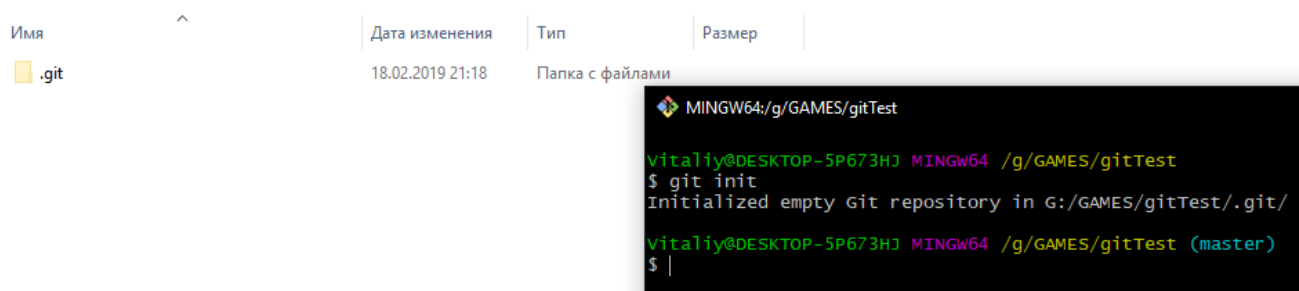 Имя Дата изменения Тип Размер
.git 18.02.2019 21:18 Папка с файлами
MINGW64:/g/GAMES/gitTest
Vitaliy@DESKTOP-5P673HJ MINGW64 /g/GAMES/gitTest
$ git init
Initialized empty Git repository in G:/GAMES/gitTest/.git/
Vitaliy@DESKTOP-5P673HJ MINGW64 /g/GAMES/gitTest (master)
$